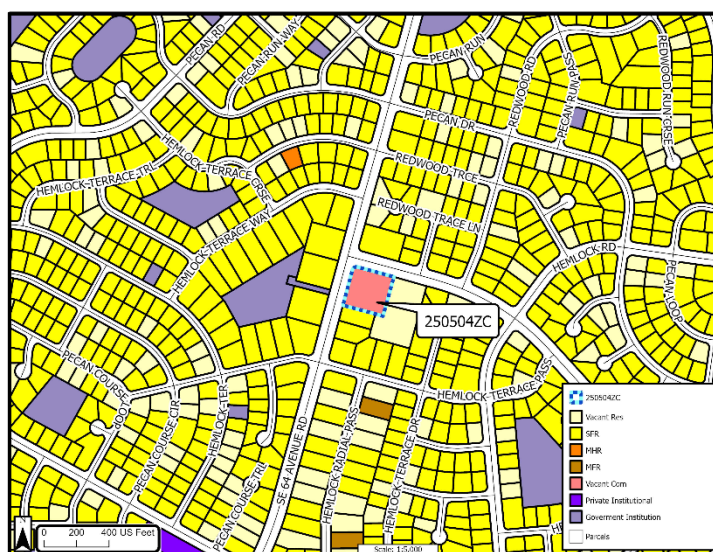 PECAN RD
PECAN RUN WAY
PECAN RUN
REDWOOD RD
PECAN RUN PASS
REDWOOD RUN CRSE
PECAN DR
HEMLOCK-TERRACE CRSE
HEMLOCK-TERRACE TRL
REDWOOD TRCE
REDWOOD TRACE LN
HEMLOCK-TERRACE WAY
HEMLOCK RD
PECAN LOOP
250504ZC
PECAN COURSE
LOOP
PECAN COURSE CIR
HEMLOCK-TER
PECAN COURSE TRL
SE 64 AVENUE RD
HEMLOCK RADIAL PASS
HEMLOCK-TERRACE DR
HEMLOCK-TERRACE PASS
250504ZC
Vacant Res
SFR
MHR
MFR
Vacant Com
Private Institutional
Goverment Institution
Parcels
N
0 200 400 US Feet
Scale: 1:5,000